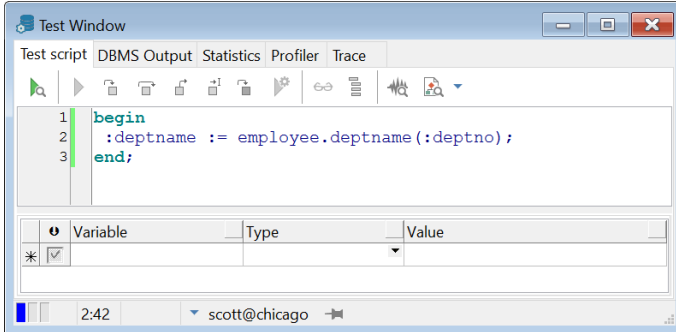 Test Window
Test script DBMS Output Statistics Profiler Trace
1 begin
2 :deptname := employee.deptname(:deptno);
3 end;
Variable Type Value
2:42 scott@chicago